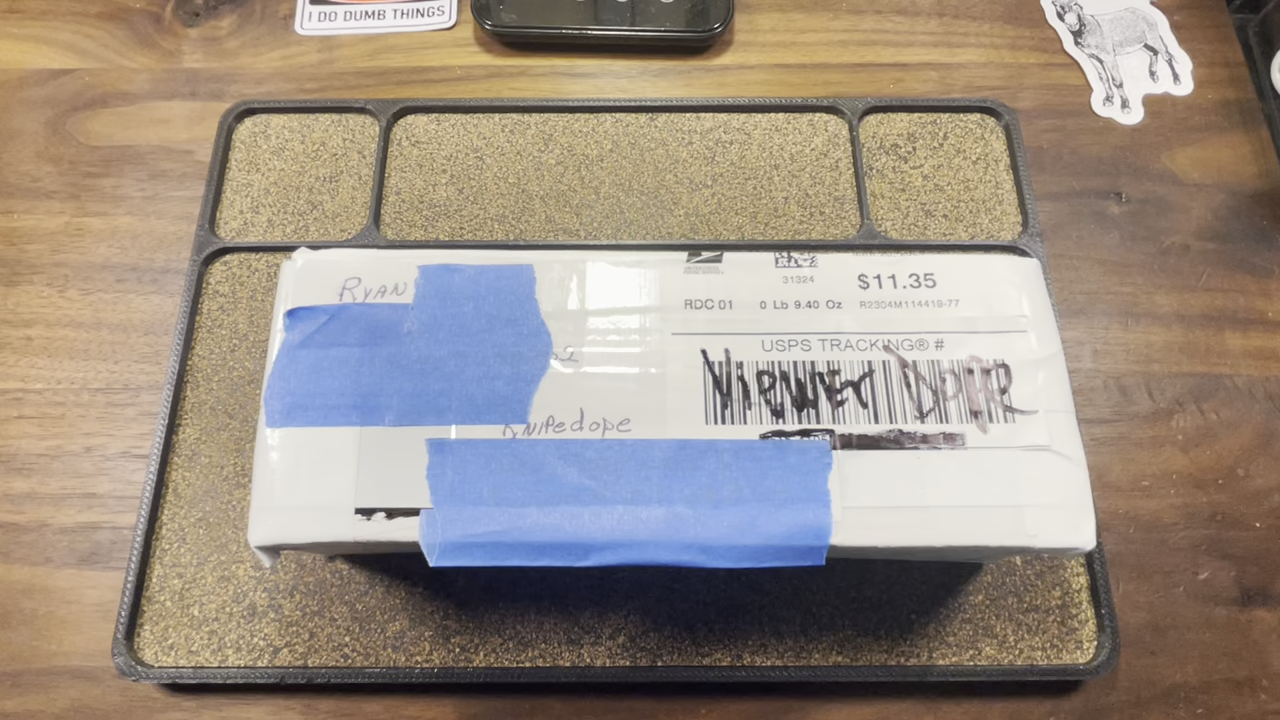 I DO DUMB THINGS
31324
$11.35
RDC 01 0 Lb 9.40 Oz R2304M114419-77
RYAN
USPS TRACKING® #
Viewer Dope
Knipedope